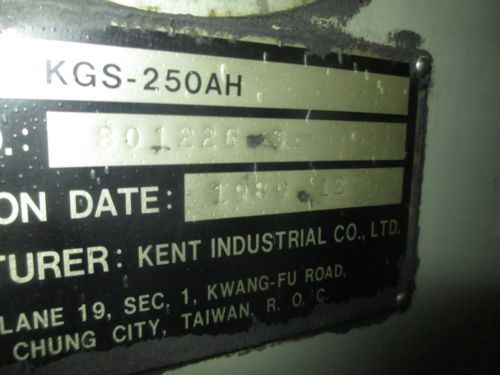 KGS-250AH
O.:
ON DATE:
TURER: KENT INDUSTRIAL CO., LTD.
LANE 19, SEC. 1, KWANG-FU ROAD,
CHUNG CITY, TAIWAN, R. O. C.